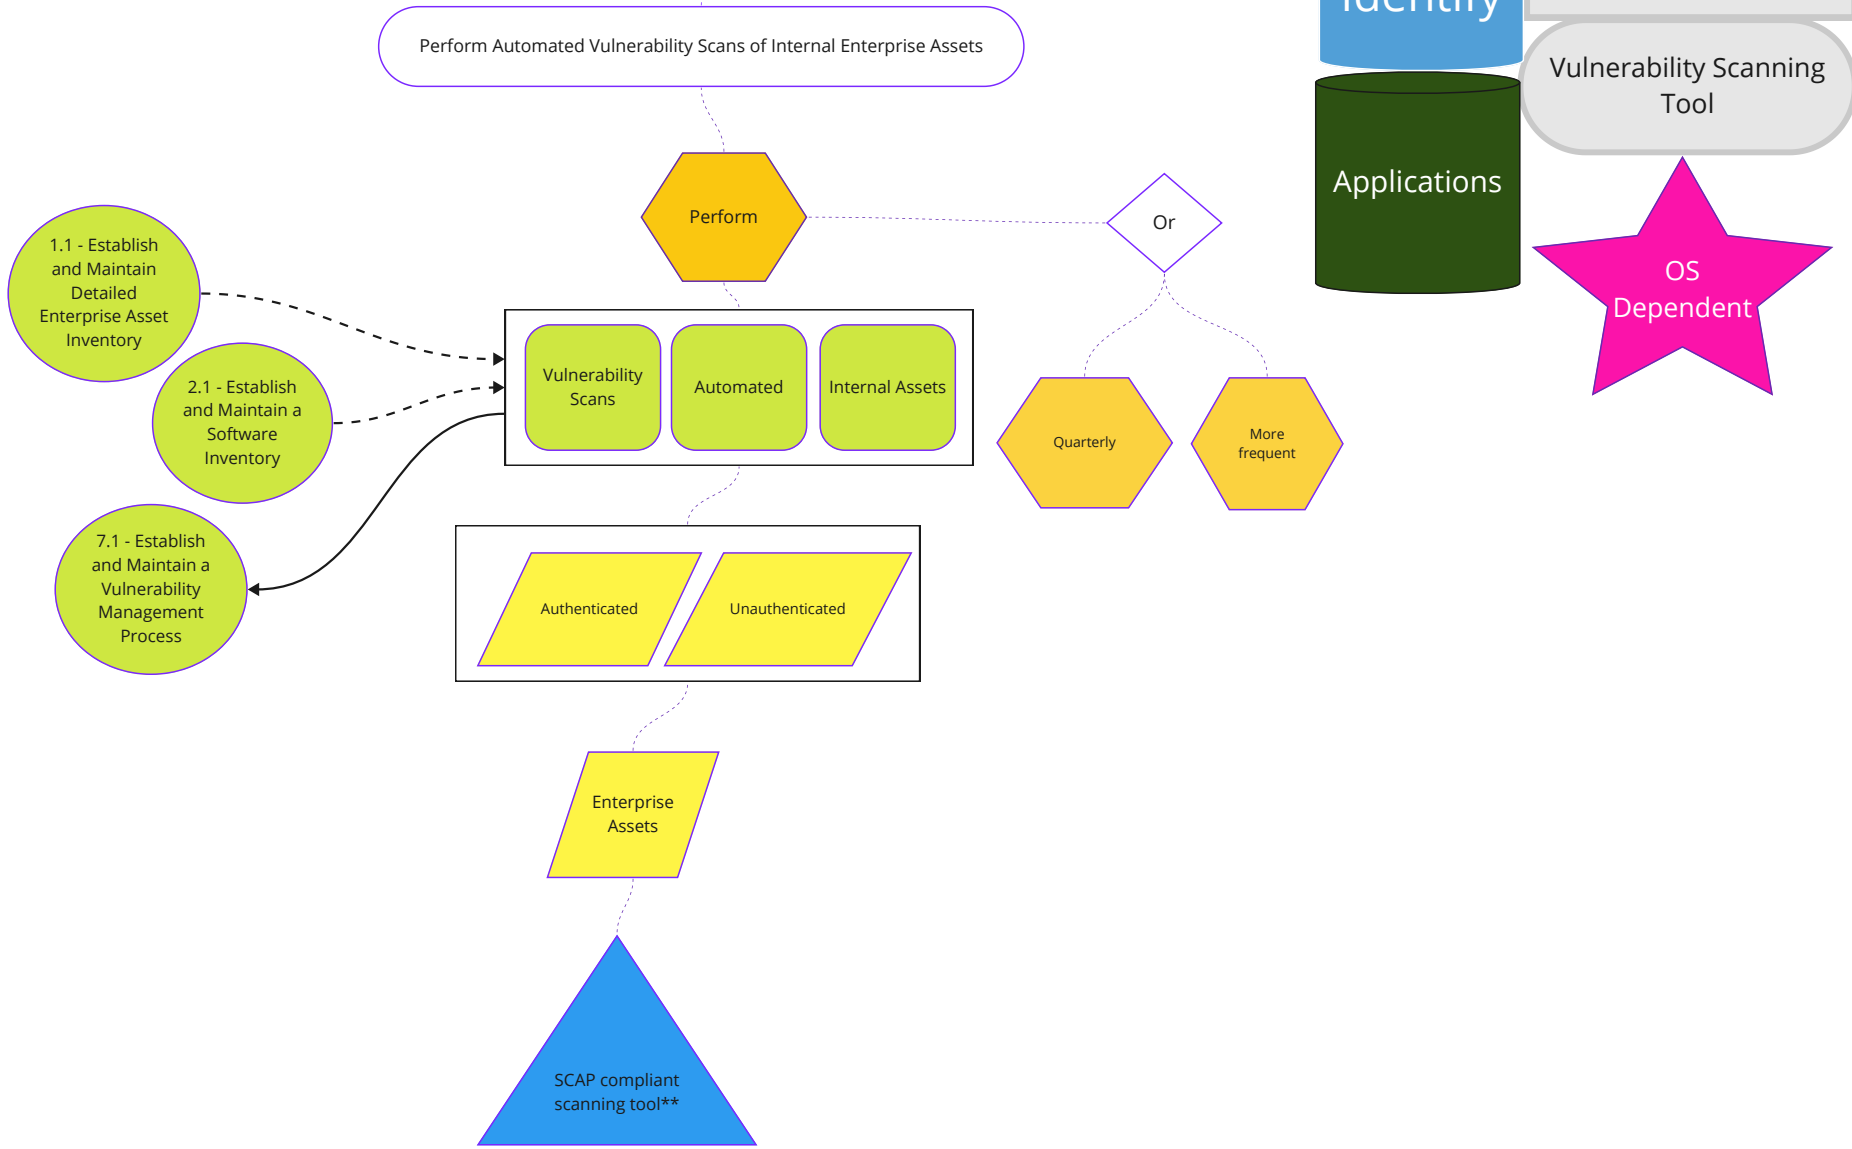 Identify
Perform Automated Vulnerability Scans of Internal Enterprise Assets
Vulnerability Scanning
Tool
Applications
Perform
Or
OS
Dependent
1.1 - Establish
and Maintain
Detailed
Enterprise Asset
Inventory
2.1 - Establish
and Maintain a
Software
Inventory
Vulnerability
Scans
Automated
Internal Assets
Quarterly
More
frequent
7.1 - Establish
and Maintain a
Vulnerability
Management
Process
Authenticated
Unauthenticated
Enterprise
Assets
SCAP compliant
scanning tool**